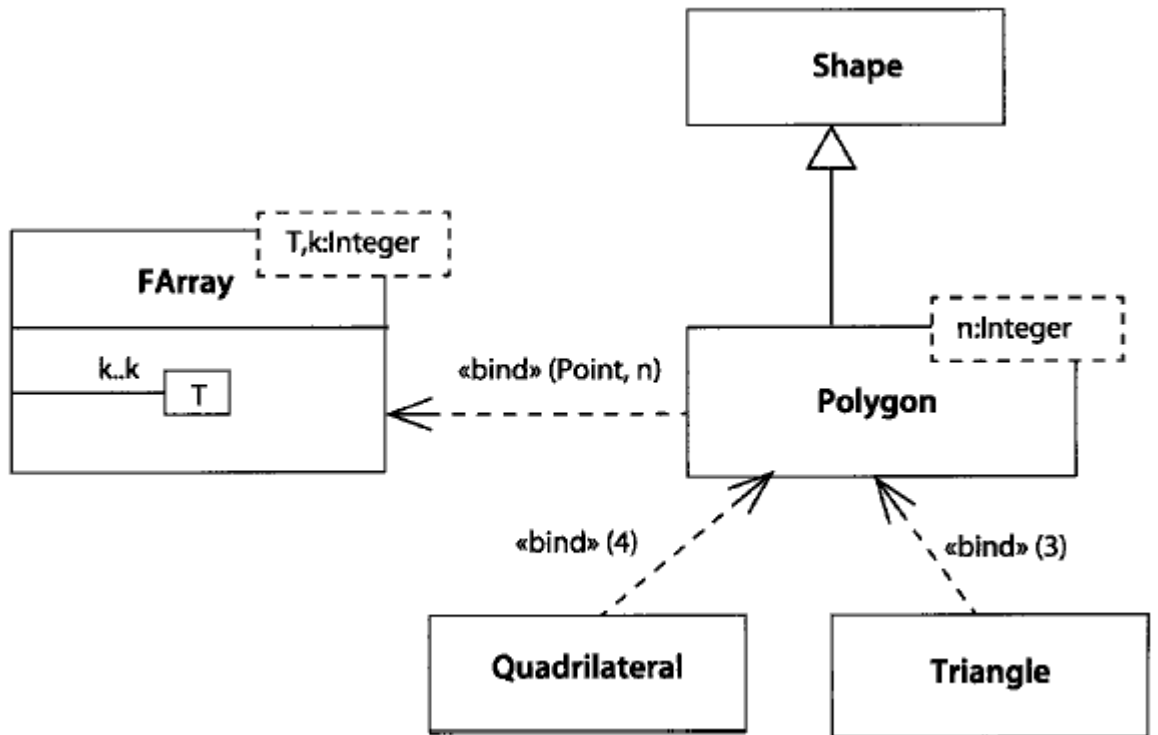 Shape
T,k:Integer
FArray
n:Integer
k..k
T
«bind» (Point, n)
Polygon
«bind» (4)
«bind» (3)
Quadrilateral
Triangle